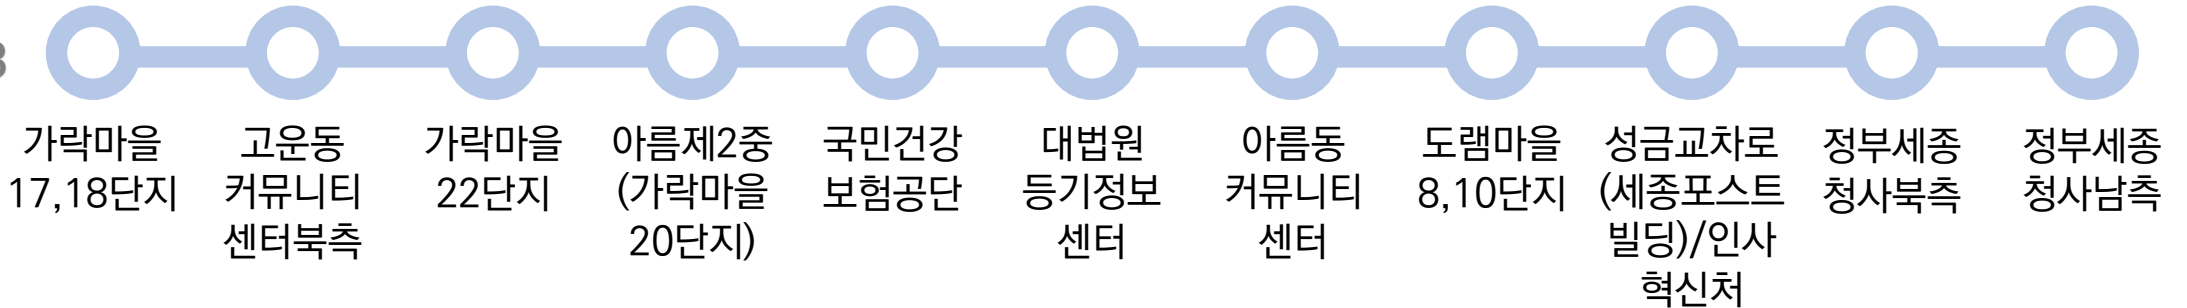 가락마을
17,18단지
고운동
커뮤니티
센터북측
가락마을
22단지
아름제2중
(가락마을
20단지)
국민건강
보험공단
대법원
등기정보
센터
아름동
커뮤니티
센터
도램마을
8,10단지
성금교차로
(세종포스트
빌딩)/인사
혁신처
정부세종
청사북측
정부세종
청사남측